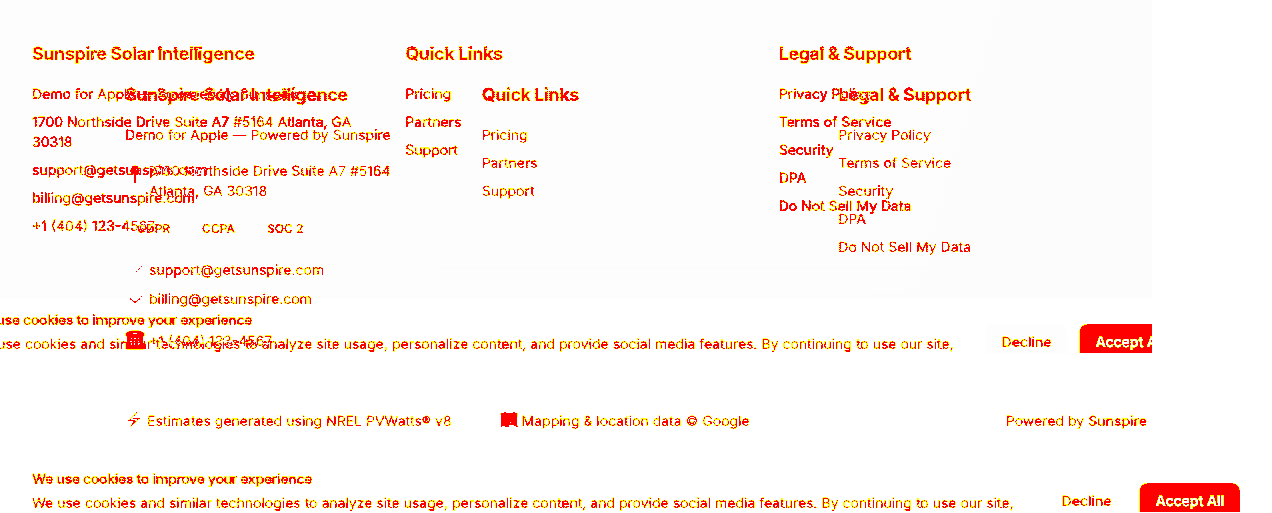 Sunspire Solar Intelligence
Demo for Apple — Powered by Sunspire
1700 Northside Drive Suite A7 #5164 Atlanta, GA
30318
support@getsunspire.com
billing@getsunspire.com
+1 (404) 123-4567
Quick Links
Pricing
Partners
Support
Legal & Support
Privacy Policy
Terms of Service
Security
DPA
Do Not Sell My Data
Sunspire Solar Intelligence
Demo for Apple — Powered by Sunspire
1700 Northside Drive Suite A7 #5164
Atlanta, GA 30318
GDPR CCPA SOC 2
support@getsunspire.com
billing@getsunspire.com
+1 (404) 123-4567
Quick Links
Pricing
Partners
Support
Legal & Support
Privacy Policy
Terms of Service
Security
DPA
Do Not Sell My Data
use cookies to improve your experience
use cookies and similar technologies to analyze site usage, personalize content, and provide social media features. By continuing to use our site,
Decline
Accept A
Estimates generated using NREL PVWatts® v8
Mapping & location data © Google
Powered by Sunspire
We use cookies to improve your experience
We use cookies and similar technologies to analyze site usage, personalize content, and provide social media features. By continuing to use our site,
Decline
Accept All